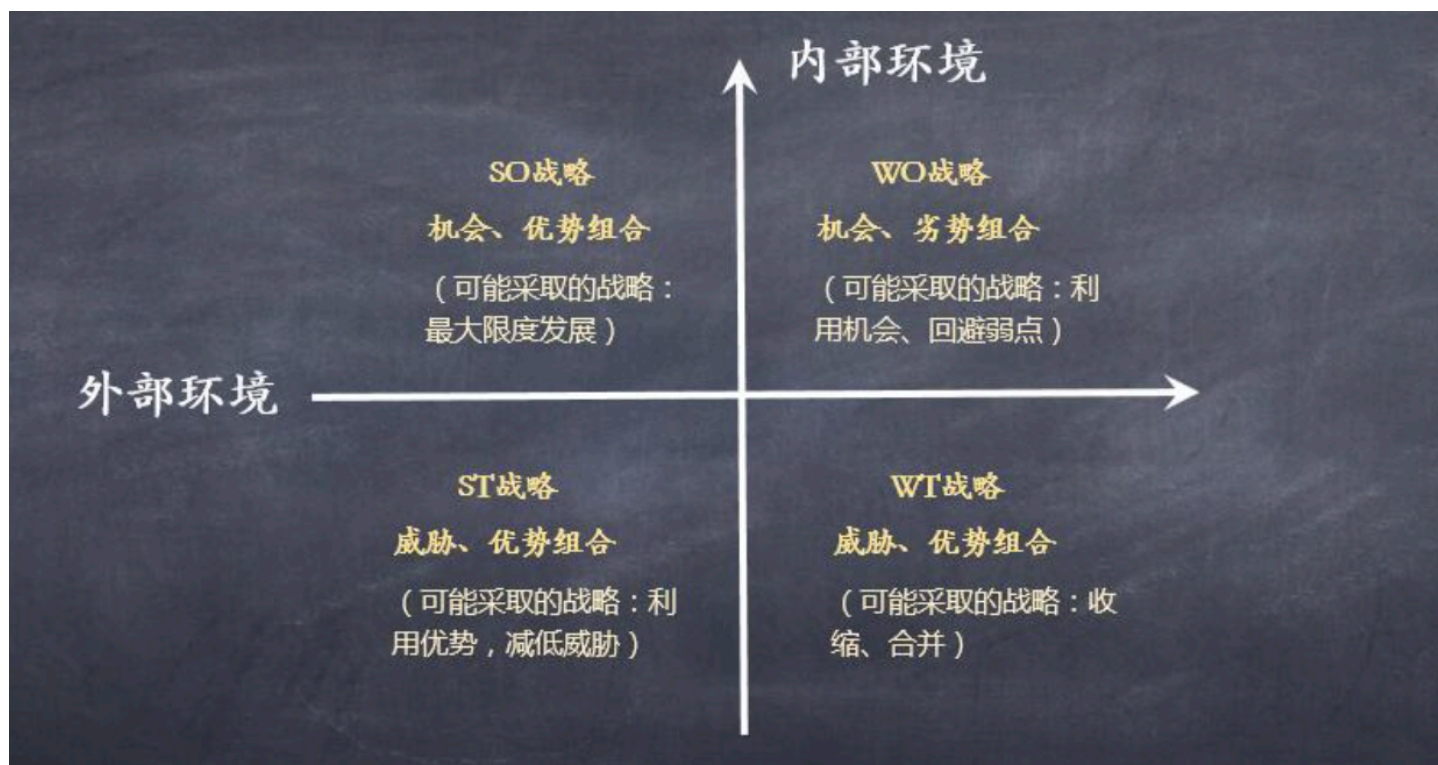 内部环境
SO战略
机会、优势组合
（可能采取的战略：
最大限度发展）
WO战略
机会、劣势组合
（可能采取的战略：利
用机会、回避弱点）
外部环境
ST战略
威胁、优势组合
（可能采取的战略：利
用优势，减低威胁）
WT战略
威胁、优势组合
（可能采取的战略：收
缩、合并）